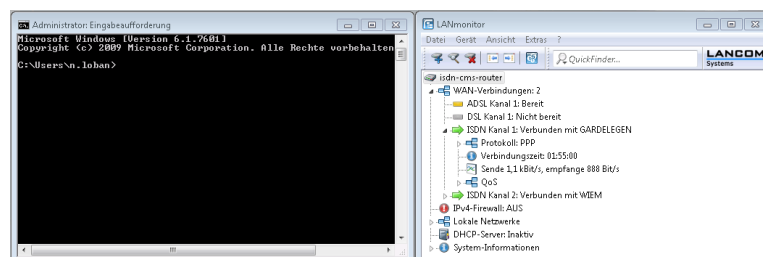 Administrator: Eingabeaufforderung
Microsoft Windows [Version 6.1.7601]
Copyright (c) 2009 Microsoft Corporation. Alle Rechte vorbehalten
C:\Users\n.loban>
LANmonitor
Datei Gerät Ansicht Extras ?
QuickFinder...
LANCOM
Systems
isdn-cms-router
WAN-Verbindungen: 2
ADSL Kanal 1: Bereit
DSL Kanal 1: Nicht bereit
ISDN Kanal 1: Verbunden mit GARDELEGEN
Protokoll: PPP
Verbindungszeit: 01:55:00
Sende 1,1 kBit/s, empfange 888 Bit/s
QoS
ISDN Kanal 2: Verbunden mit WIEM
IPv4-Firewall: AUS
Lokale Netzwerke
DHCP-Server: Inaktiv
System-Informationen